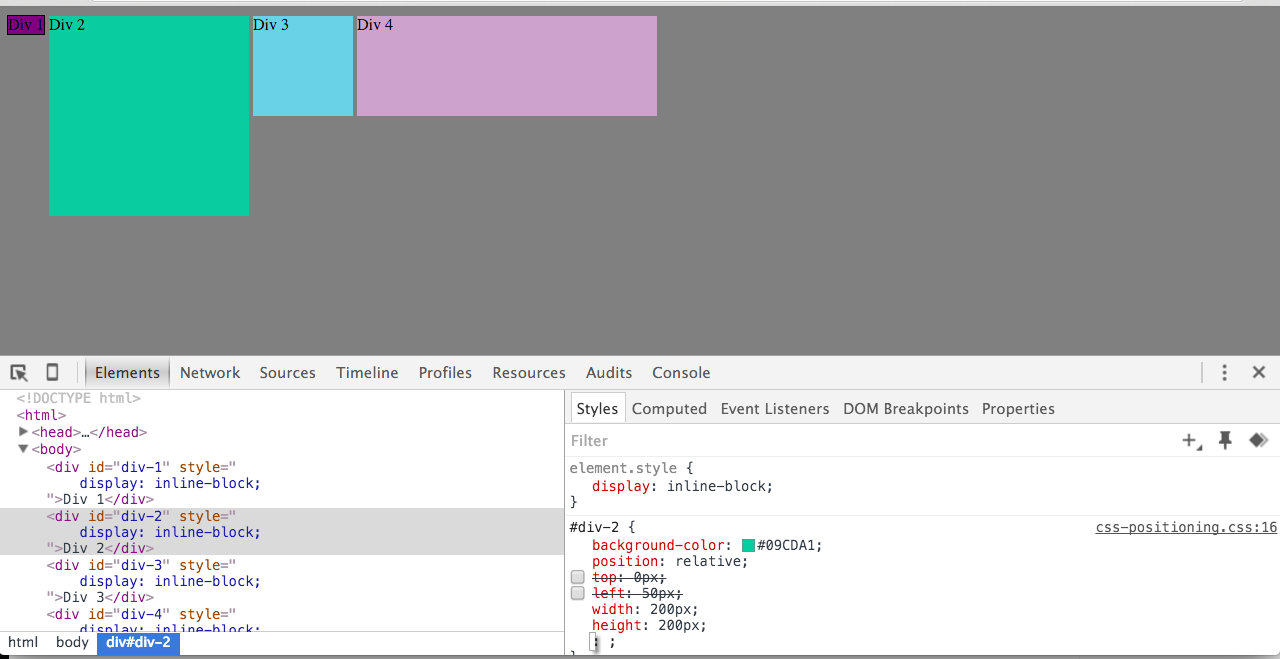 Div 1 Div 2 Div 3 Div 4
Elements Network Sources Timeline Profiles Resources Audits Console
<!DOCTYPE html>
<html>
<head>…</head>
<body>
<div id="div-1" style="
display: inline-block;
">Div 1</div>
<div id="div-2" style="
display: inline-block;
">Div 2</div>
<div id="div-3" style="
display: inline-block;
">Div 3</div>
<div id="div-4" style="
display: inline-block;
html body div#div-2
Styles Computed Event Listeners DOM Breakpoints Properties
Filter
element.style {
display: inline-block;
}
#div-2 { css-positioning.css:16
background-color: #09CDA1;
position: relative;
top: 0px;
left: 50px;
width: 200px;
height: 200px;
: ;
}